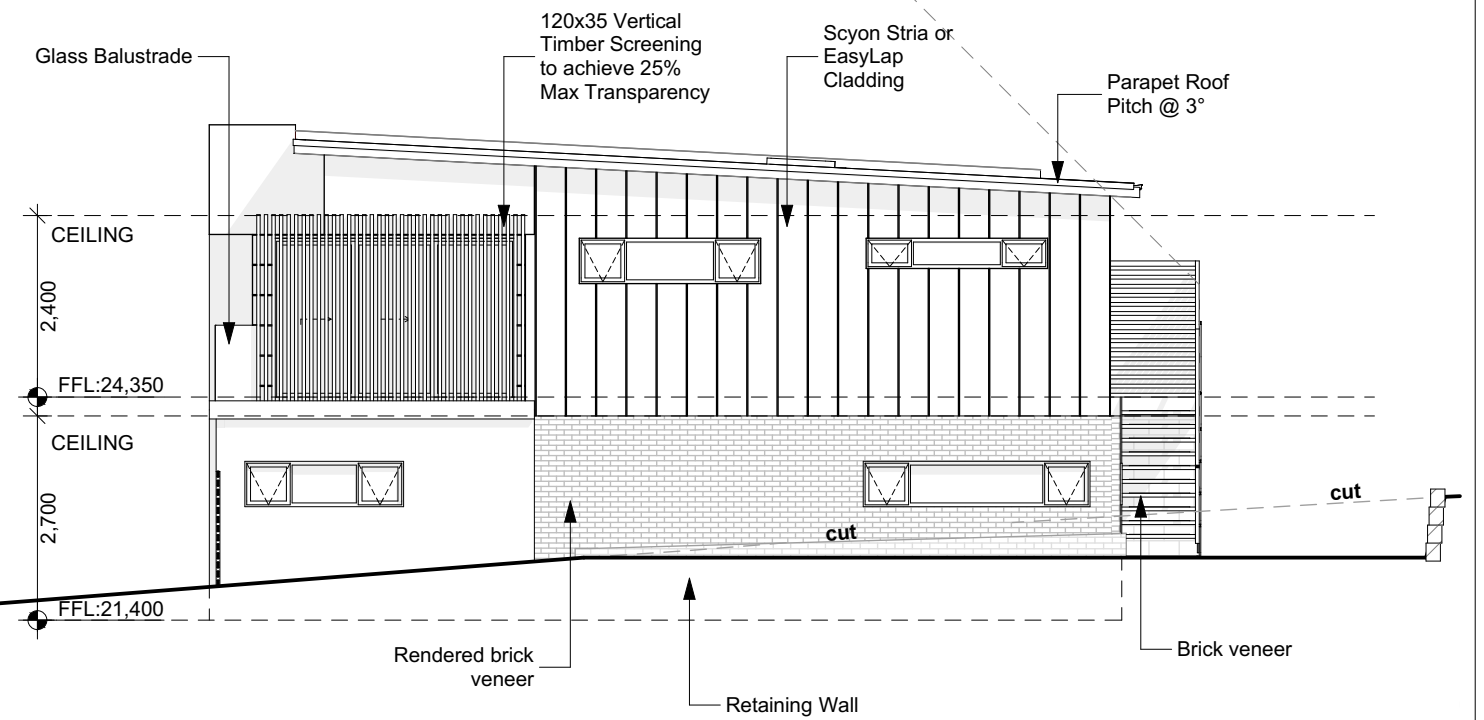 Glass Balustrade
120x35 Vertical
Timber Screening
to achieve 25%
Max Transparency
Scyon Stria or
EasyLap
Cladding
Parapet Roof
Pitch @ 3°
CEILING
2,400
FFL:24,350
CEILING
2,700
FFL:21,400
cut
cut
Rendered brick
veneer
Retaining Wall
Brick veneer